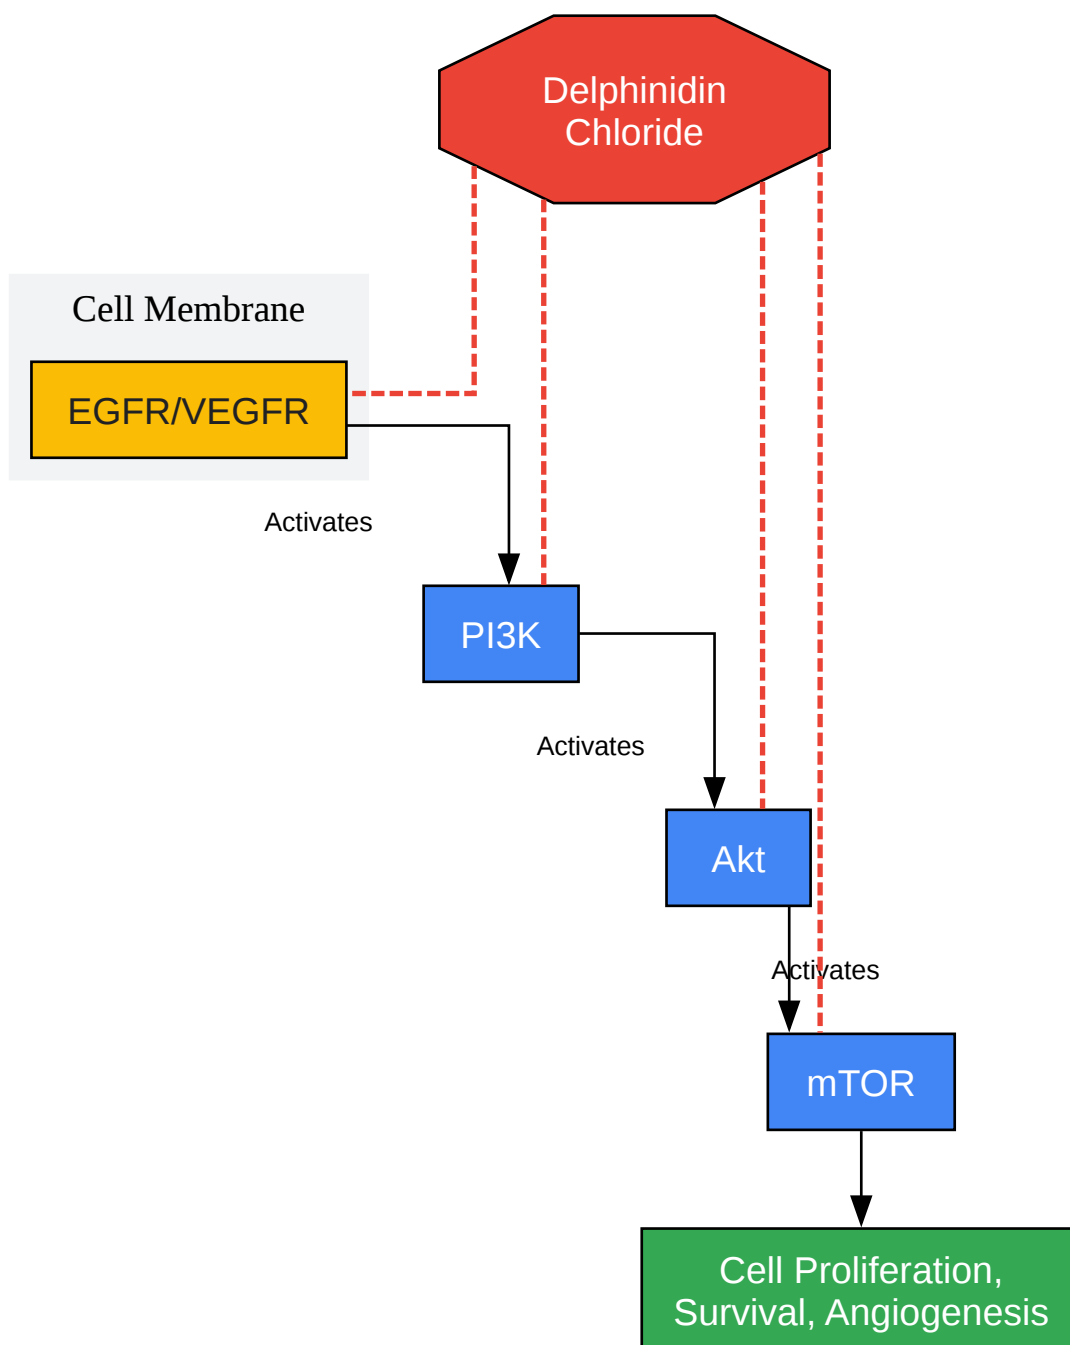 Delphinidin
Chloride
Cell Membrane
EGFR/VEGFR
Activates
PI3K
Activates
Akt
Activates
mTOR
Cell Proliferation,
Survival, Angiogenesis